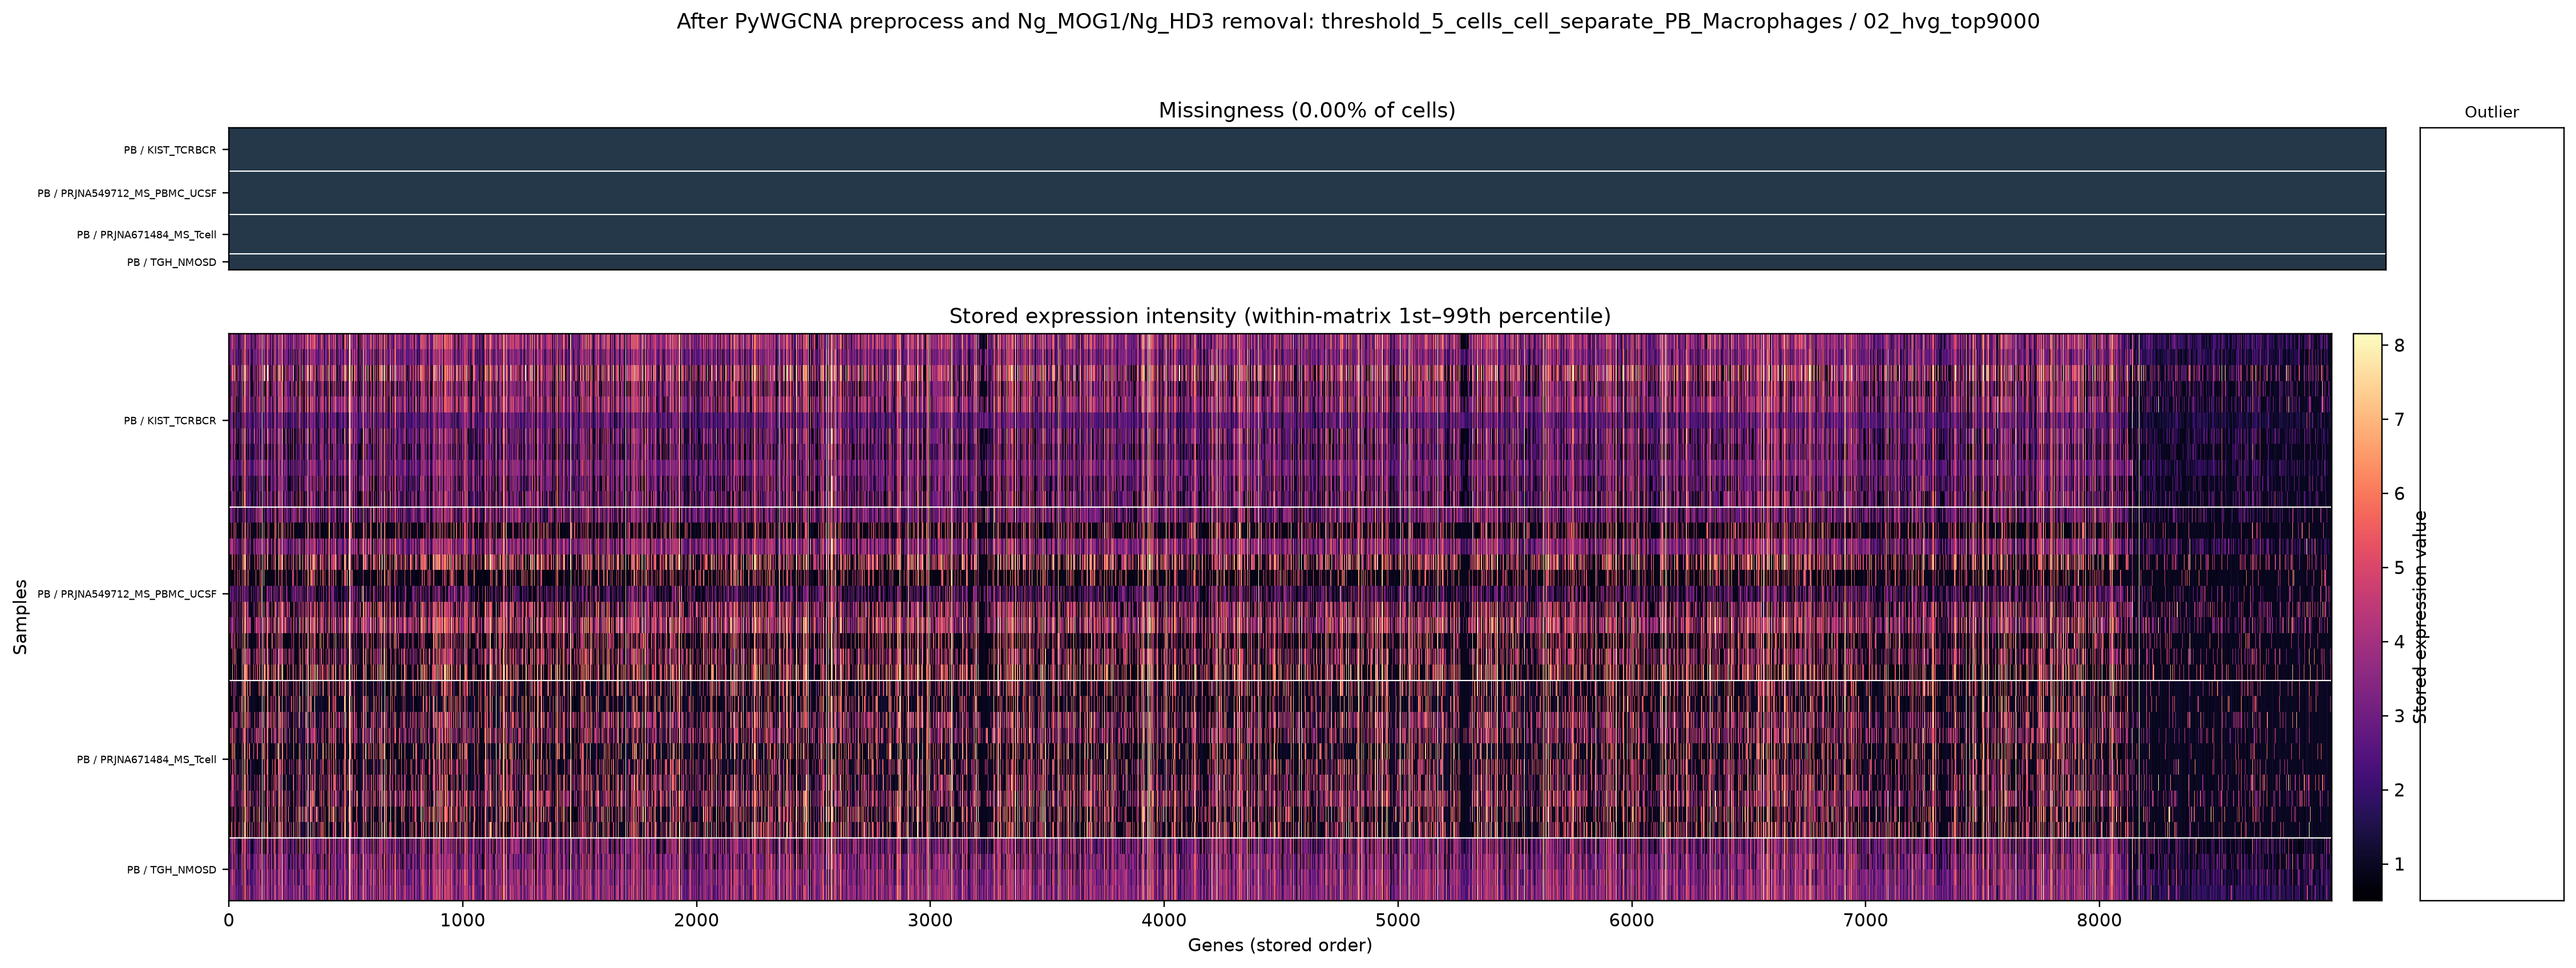 After PyWGCNA preprocess and Ng_MOG1/Ng_HD3 removal: threshold_5_cells_cell_separate_PB_Macrophages / 02_hvg_top9000
Missingness (0.00% of cells)
Outlier
PB / KIST_TCRBCR
PB / PRJNA549712_MS_PBMC_UCSF
PB / PRJNA671484_MS_Tcell
PB / TGH_NMOSD
Stored expression intensity (within-matrix 1st–99th percentile)
Samples
PB / KIST_TCRBCR
PB / PRJNA549712_MS_PBMC_UCSF
PB / PRJNA671484_MS_Tcell
PB / TGH_NMOSD
8
7
6
5
4
3
2
1
Stored expression value
0 1000 2000 3000 4000 5000 6000 7000 8000
Genes (stored order)